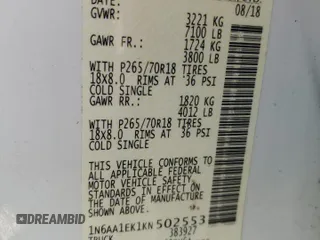 08/18
GVWR: 3221 KG
7100 LB
GAWR FR.: 1724 KG
3800 LB
WITH P265/70R18 TIRES
18X8.0 RIMS AT 36 PSI
COLD SINGLE
GAWR RR.: 1820 KG
4012 LB
WITH P265/70R18 TIRES
18X8.0 RIMS AT 36 PSI
COLD SINGLE
THIS VEHICLE CONFORMS TO
ALL APPLICABLE FEDERAL
MOTOR VEHICLE SAFETY
STANDARDS IN EFFECT ON
THE DATE OF MANUFACTURE
SHOWN ABOVE.
1N6AA1EK1KN502553
383927
TRUCK
DREAMBID